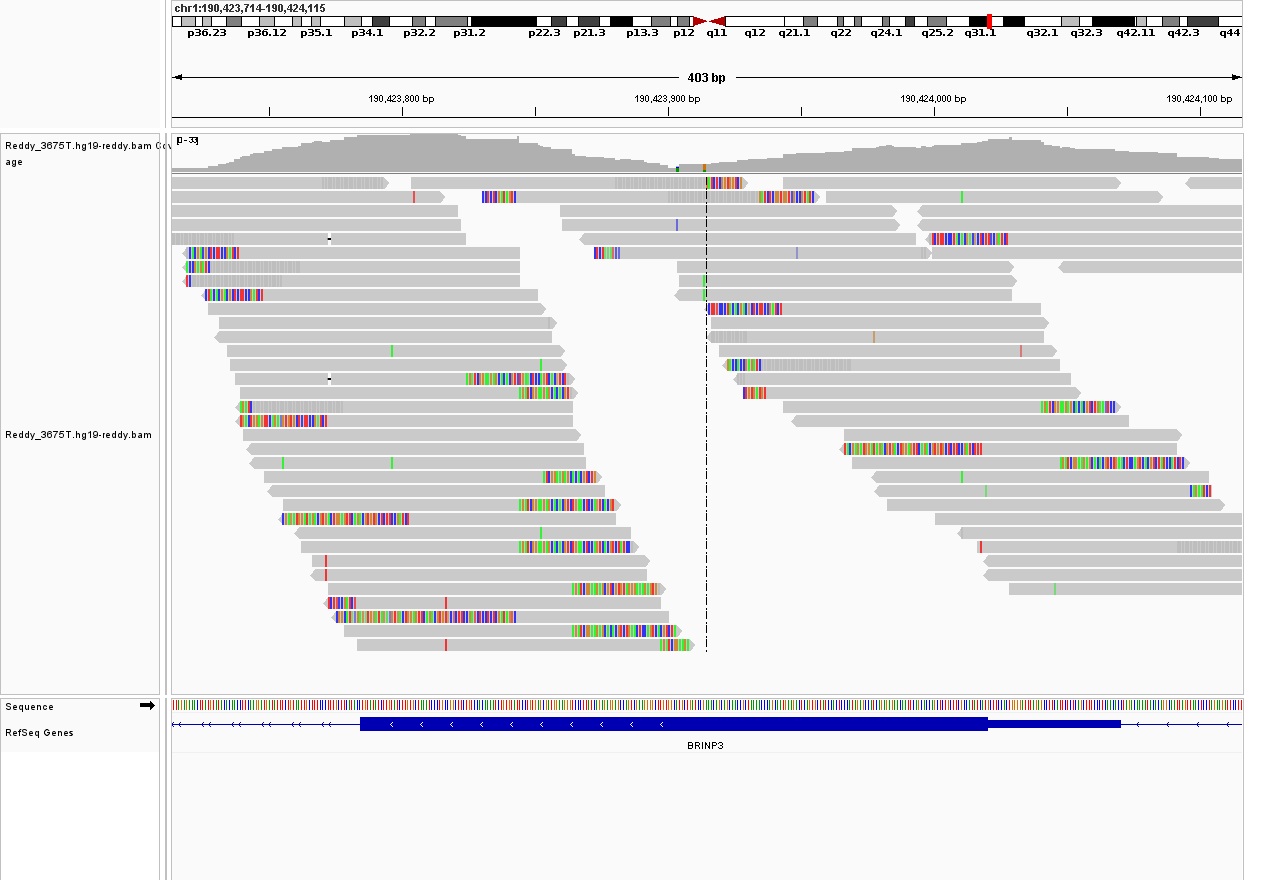 chr1:190,423,714-190,424,115
p36.23 p36.12 p35.1 p34.1 p32.2 p31.2 p22.3 p21.3 p13.3 p12 q11 q12 q21.1 q22 q24.1 q25.2 q31.1 q32.1 q32.3 q42.11 q42.3 q44
403 bp
190,423,800 bp 190,423,900 bp 190,424,000 bp 190,424,100 bp
Reddy_3675T.hg19-reddy.bam Cov
age
[0-33]
Reddy_3675T.hg19-reddy.bam
Sequence
RefSeq Genes
BRINP3